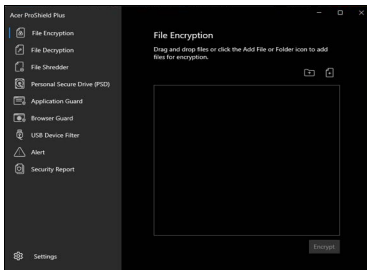 Acer ProShield Plus
File Encryption
File Decryption
File Shredder
Personal Secure Drive (PSD)
Application Guard
Browser Guard
USB Device Filter
Alert
Security Report
Settings
File Encryption
Drag and drop files or click the Add File or Folder icon to add
files for encryption.
Encrypt